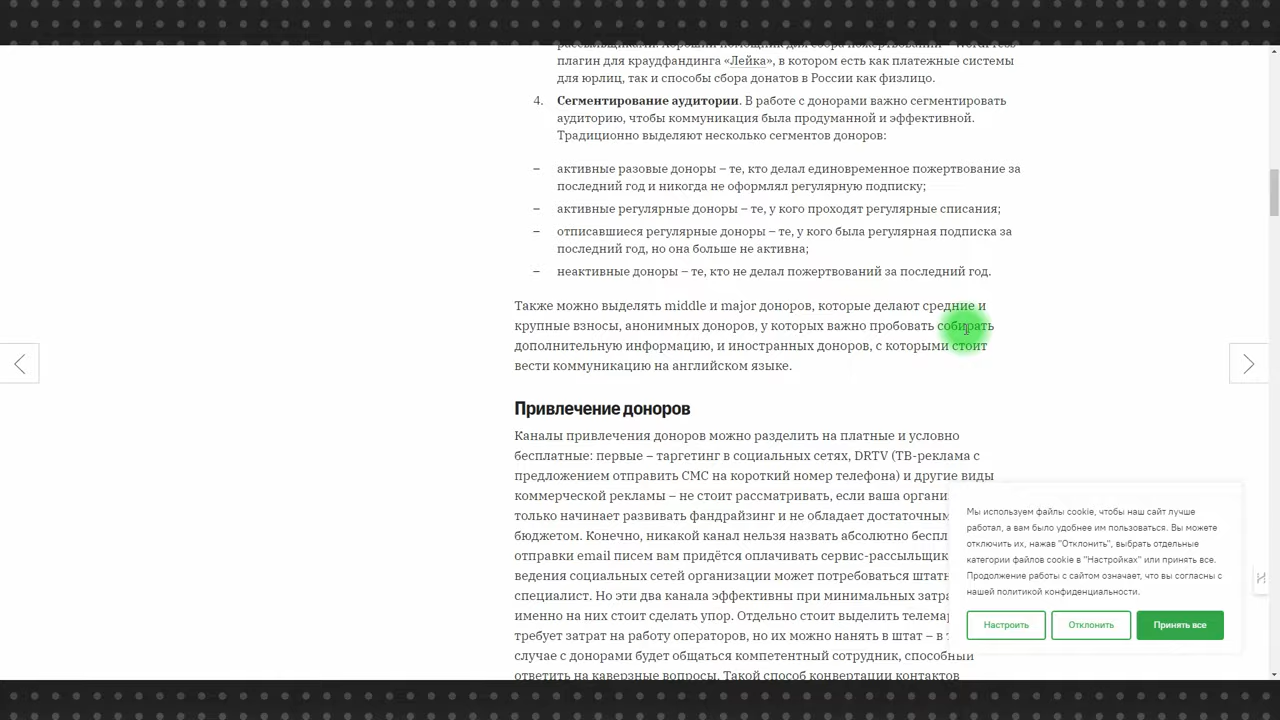 рассыльщиками. Хороший помощник для сбора пожертвований – WordPress-
плагин для краудфандинга «Лейка», в котором есть как платежные системы
для юрлиц, так и способы сбора донатов в России как физлицо.
4. Сегментирование аудитории. В работе с донорами важно сегментировать
аудиторию, чтобы коммуникация была продуманной и эффективной.
Традиционно выделяют несколько сегментов доноров:
– активные разовые доноры – те, кто делал единовременное пожертвование за
последний год и никогда не оформлял регулярную подписку;
– активные регулярные доноры – те, у кого проходят регулярные списания;
– отписавшиеся регулярные доноры – те, у кого была регулярная подписка за
последний год, но она больше не активна;
– неактивные доноры – те, кто не делал пожертвований за последний год.
Также можно выделять middle и major доноров, которые делают средние и
крупные взносы, анонимных доноров, у которых важно пробовать собирать
дополнительную информацию, и иностранных доноров, с которыми стоит
вести коммуникацию на английском языке.
Привлечение доноров
Каналы привлечения доноров можно разделить на платные и условно
бесплатные: первые – таргетинг в социальных сетях, DRTV (ТВ-реклама с
предложением отправить СМС на короткий номер телефона) и другие виды
коммерческой рекламы – не стоит рассматривать, если ваша органи
только начинает развивать фандрайзинг и не обладает достаточным
бюджетом. Конечно, никакой канал нельзя назвать абсолютно беспл
отправки email писем вам придётся оплачивать сервис-рассыльщик
ведения социальных сетей организации может потребоваться штатн
специалист. Но эти два канала эффективны при минимальных затра
именно на них стоит сделать упор. Отдельно стоит выделить телемар
требует затрат на работу операторов, но их можно нанять в штат – в т
случае с донорами будет общаться компетентный сотрудник, способный
ответить на каверзные вопросы. Такой способ конвертации контактов
Мы используем файлы cookie, чтобы наш сайт лучше
работал, а вам было удобнее им пользоваться. Вы можете
отключить их, нажав "Отклонить", выбрать отдельные
категории файлов cookie в "Настройках" или принять все.
Продолжение работы с сайтом означает, что вы согласны с
нашей политикой конфиденциальности.
Настроить Отклонить Принять все